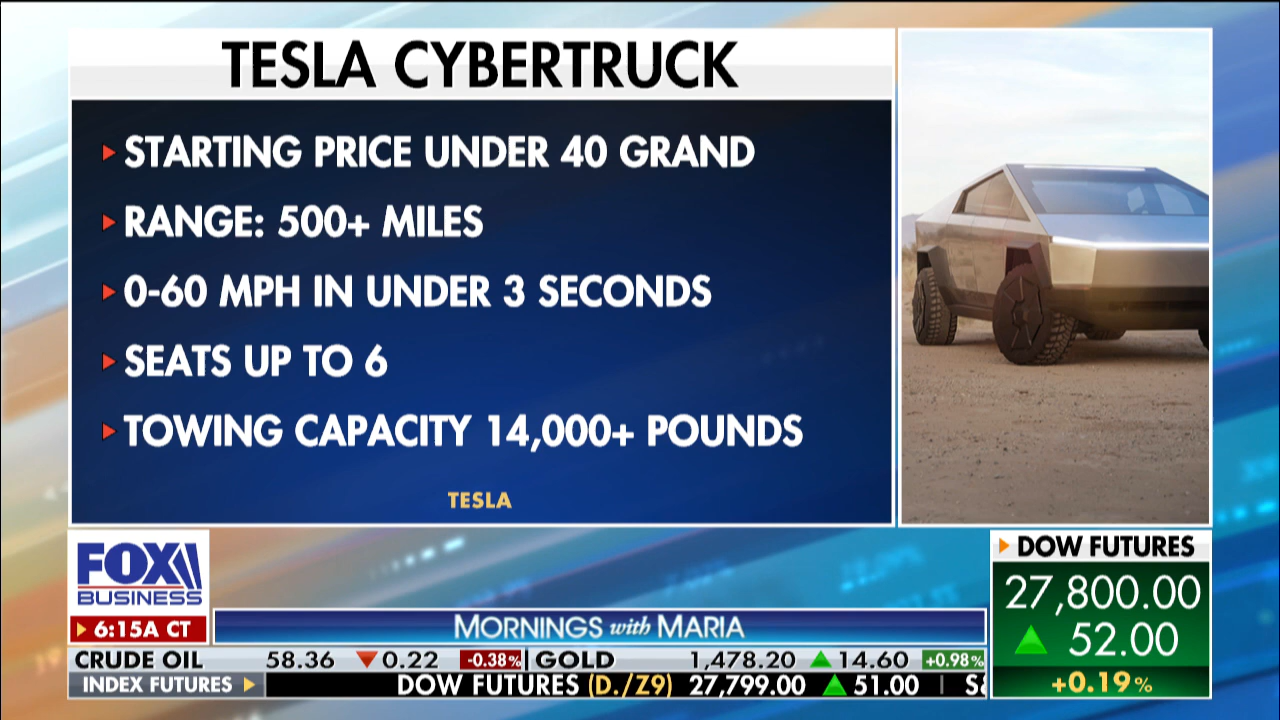 TESLA CYBERTRUCK
STARTING PRICE UNDER 40 GRAND
RANGE: 500+ MILES
0-60 MPH IN UNDER 3 SECONDS
SEATS UP TO 6
TOWING CAPACITY 14,000+ POUNDS
TESLA
FOX
BUSINESS
6:15A CT
MORNINGS with MARIA
DOW FUTURES
27,800.00
52.00
+0.19%
CRUDE OIL 58.36 0.22 -0.38% GOLD 1,478.20 14.60 +0.98%
INDEX FUTURES DOW FUTURES (D./Z9) 27,799.00 51.00 | S